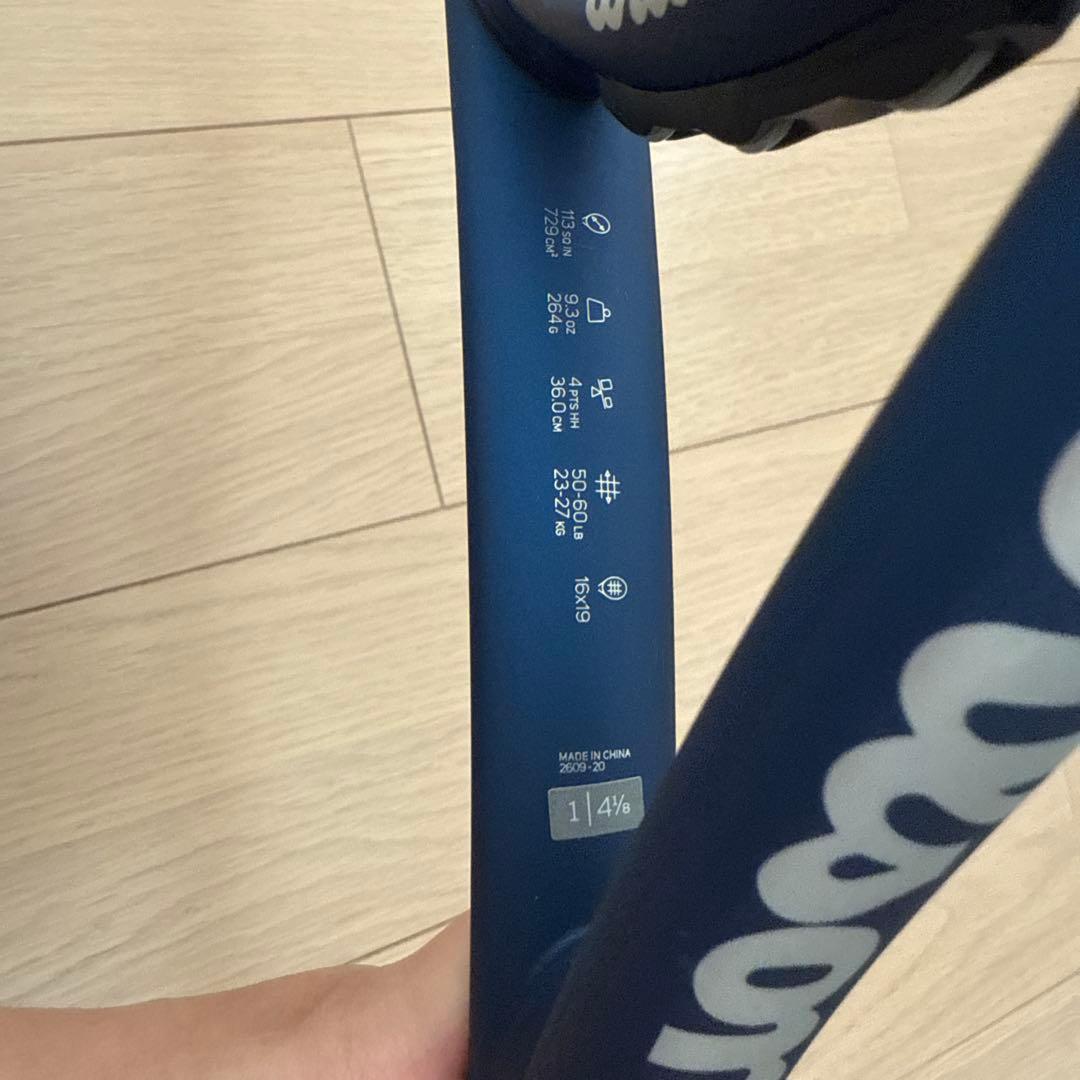 113 SQ IN
729 CM²
9.3 OZ
264 G
4 PTS HH
36.0 CM
50-60 LB
23-27 KG
16x19
MADE IN CHINA
2609-20
1 | 4⅛